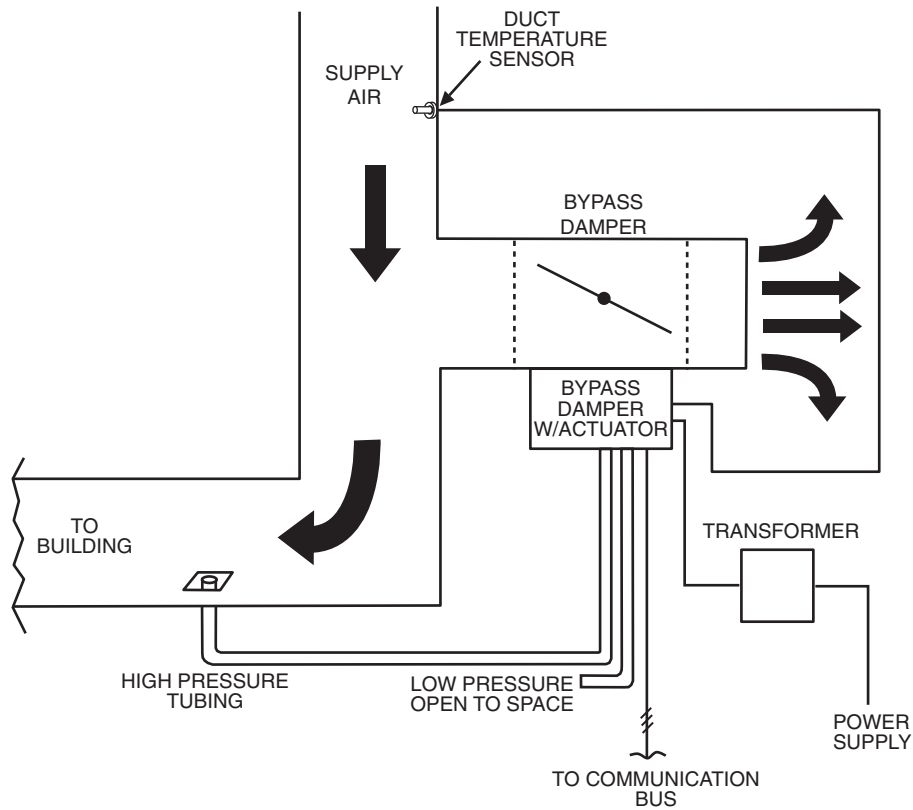 DUCT
TEMPERATURE
SENSOR
SUPPLY
AIR
BYPASS
DAMPER
BYPASS
DAMPER
W/ACTUATOR
TO
BUILDING
TRANSFORMER
HIGH PRESSURE
TUBING
LOW PRESSURE
OPEN TO SPACE
POWER
SUPPLY
TO COMMUNICATION
BUS